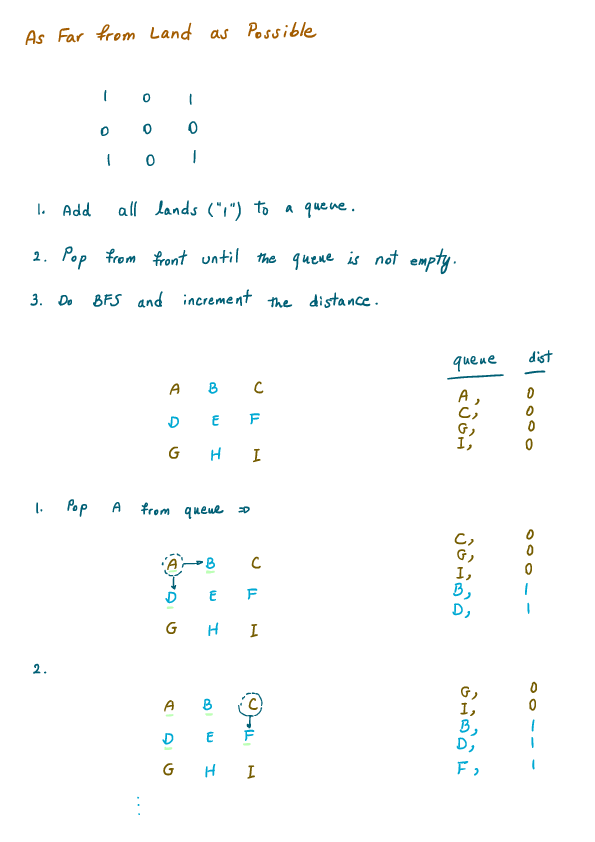 As Far from Land as Possible
1 0 1
0 0 0
1 0 1
1. Add all lands ("1") to a queue.
2. Pop from front until the queue is not empty.
3. Do BFS and increment the distance.
queue dist
A B C
D E F
G H I
A, 0
C, 0
G, 0
I, 0
1. Pop A from queue ⇒
A → B C
D E F
G H I
C, 0
G, 0
I, 0
B, 1
D, 1
2.
A B C
D E F
G H I
G, 0
I, 0
B, 1
D, 1
F, 1
⋮